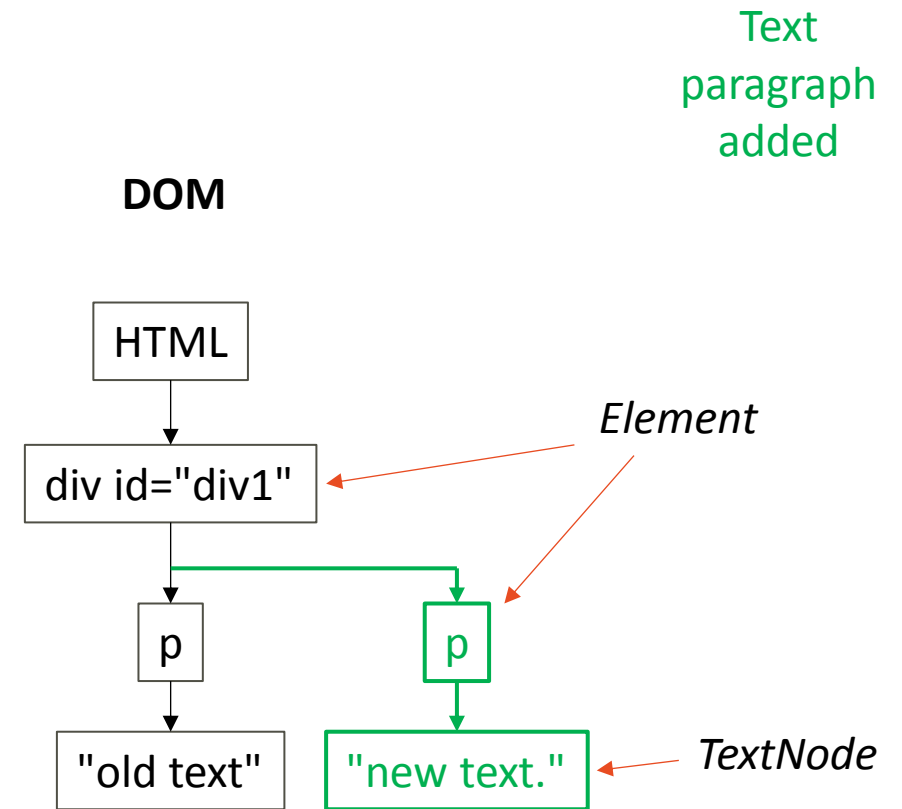 Text
paragraph
added
DOM
HTML
Element
div id="div1"
p
p
"old text"
"new text."
TextNode